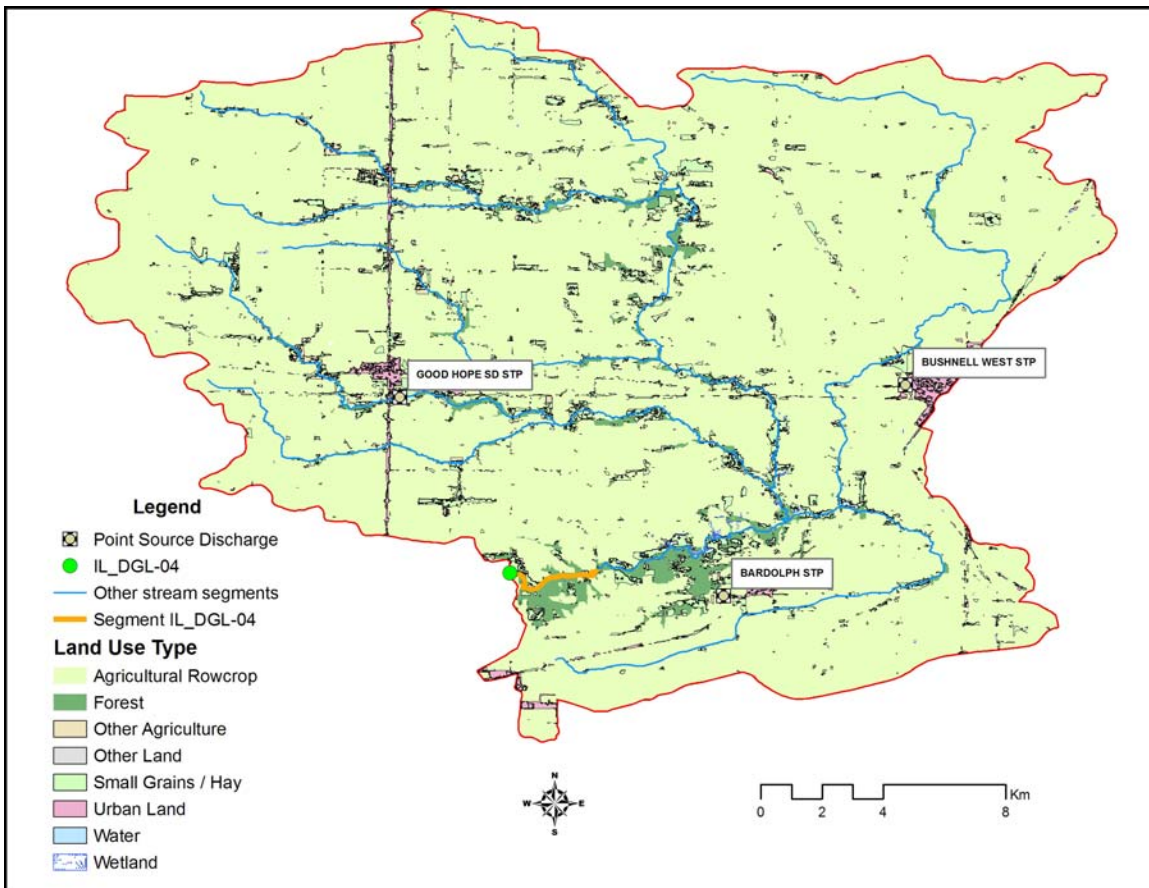 GOOD HOPE SD STP
BUSHNELL WEST STP
BARDOLPH STP
Legend
Point Source Discharge
IL_DGL-04
Other stream segments
Segment IL_DGL-04
Land Use Type
Agricultural Rowcrop
Forest
Other Agriculture
Other Land
Small Grains / Hay
Urban Land
Water
Wetland
N
W E
S
Km
0 2 4 8